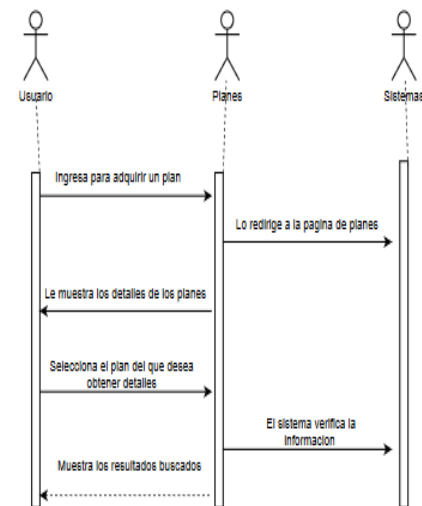 Usuario
Planes
Sistemas
Ingresa para adquirir un plan
Lo redirige a la pagina de planes
Le muestra los detalles de los planes
Selecciona el plan del que desea
obtener detalles
El sistema verifica la
informacion
Muestra los resultados buscados